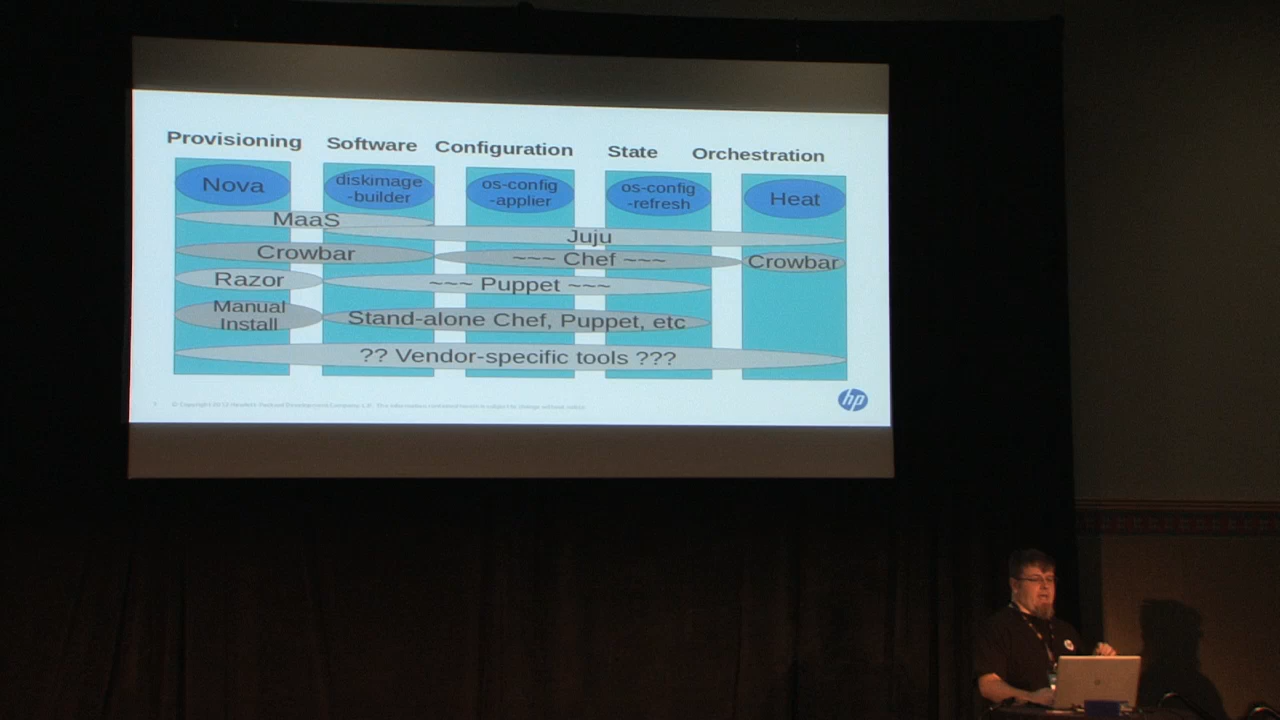 Provisioning Software Configuration State Orchestration
Nova
diskimage
-builder
os-config
-applier
os-config
-refresh
Heat
MaaS
Juju
Crowbar
~~~ Chef ~~~
Crowbar
Razor
~~~ Puppet ~~~
Manual
Install
Stand-alone Chef, Puppet, etc
?? Vendor-specific tools ???
hp